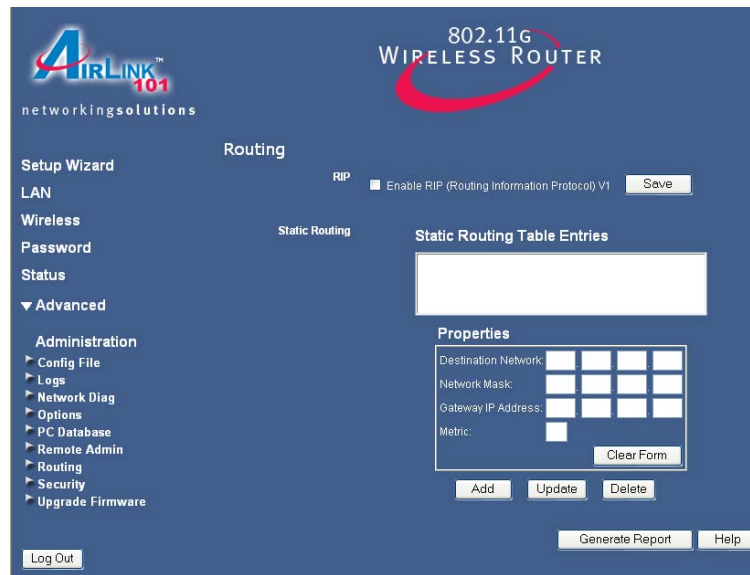 AIRLINK™
101
networkingsolutions
802.11G
WIRELESS ROUTER
Setup Wizard
LAN
Wireless
Password
Status
Advanced
Administration
Config File
Logs
Network Diag
Options
PC Database
Remote Admin
Routing
Security
Upgrade Firmware
Log Out
Routing
RIP
Enable RIP (Routing Information Protocol) V1
Save
Static Routing
Static Routing Table Entries
Properties
Destination Network:
Network Mask:
Gateway IP Address:
Metric:
Clear Form
Add
Update
Delete
Generate Report
Help